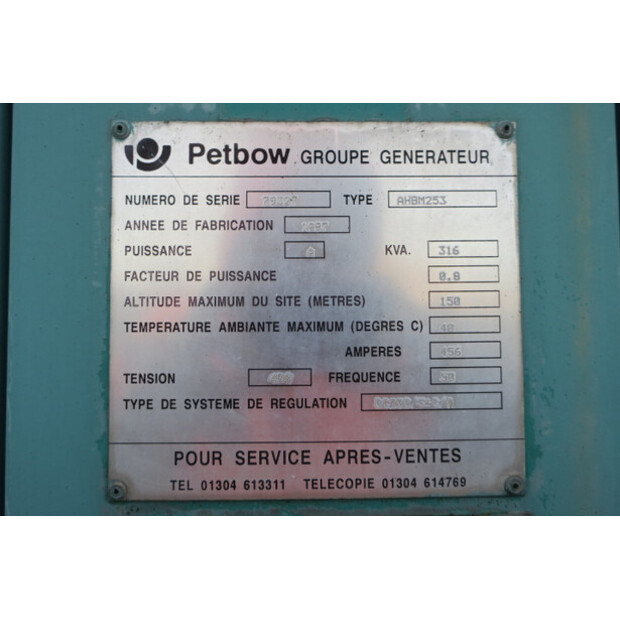 Petbow GROUPE GENERATEUR
NUMERO DE SERIE TYPE AHBM253
ANNEE DE FABRICATION
PUISSANCE KVA. 316
FACTEUR DE PUISSANCE 0,8
ALTITUDE MAXIMUM DU SITE (METRES) 150
TEMPERATURE AMBIANTE MAXIMUM (DEGRES C) 40
AMPERES 456
TENSION FREQUENCE 50
TYPE DE SYSTEME DE REGULATION
POUR SERVICE APRES-VENTES
TEL 01304 613311 TELECOPIE 01304 614769